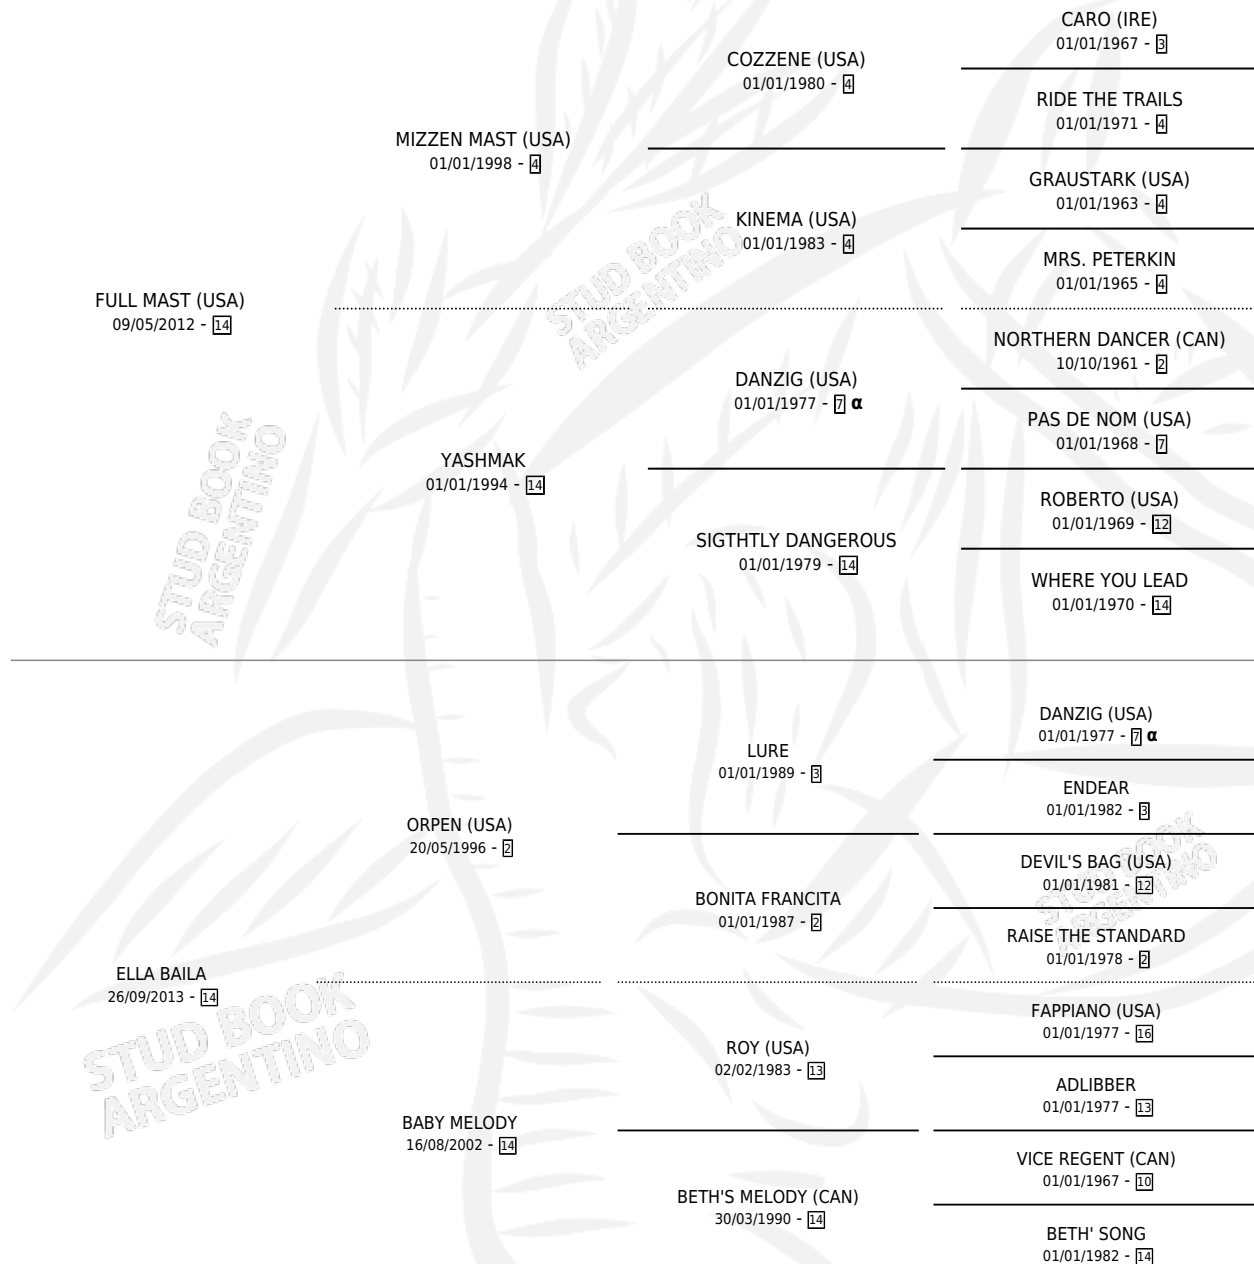 CARO (IRE)
01/01/1967 - 3
COZZENE (USA)
01/01/1980 - 4
RIDE THE TRAILS
01/01/1971 - 4
MIZZEN MAST (USA)
01/01/1998 - 4
GRAUSTARK (USA)
01/01/1963 - 4
KINEMA (USA)
01/01/1983 - 4
MRS. PETERKIN
01/01/1965 - 4
FULL MAST (USA)
09/05/2012 - 14
NORTHERN DANCER (CAN)
10/10/1961 - 2
DANZIG (USA)
01/01/1977 - 7 α
PAS DE NOM (USA)
01/01/1968 - 7
YASHMAK
01/01/1994 - 14
ROBERTO (USA)
01/01/1969 - 12
SIGTHTLY DANGEROUS
01/01/1979 - 14
WHERE YOU LEAD
01/01/1970 - 14
DANZIG (USA)
01/01/1977 - 7 α
LURE
01/01/1989 - 3
ENDEAR
01/01/1982 - 3
ORPEN (USA)
20/05/1996 - 2
DEVIL'S BAG (USA)
01/01/1981 - 12
BONITA FRANCITA
01/01/1987 - 2
RAISE THE STANDARD
01/01/1978 - 2
ELLA BAILA
26/09/2013 - 14
FAPPIANO (USA)
01/01/1977 - 16
ROY (USA)
02/02/1983 - 13
ADLIBBER
01/01/1977 - 13
BABY MELODY
16/08/2002 - 14
VICE REGENT (CAN)
01/01/1967 - 10
BETH'S MELODY (CAN)
30/03/1990 - 14
BETH' SONG
01/01/1982 - 14
STUD BOOK
ARGENTINO
STUD BOOK
ARGENTINO
STUD BOOK
ARGENTINO
STUD BOOK
ARGENTINO